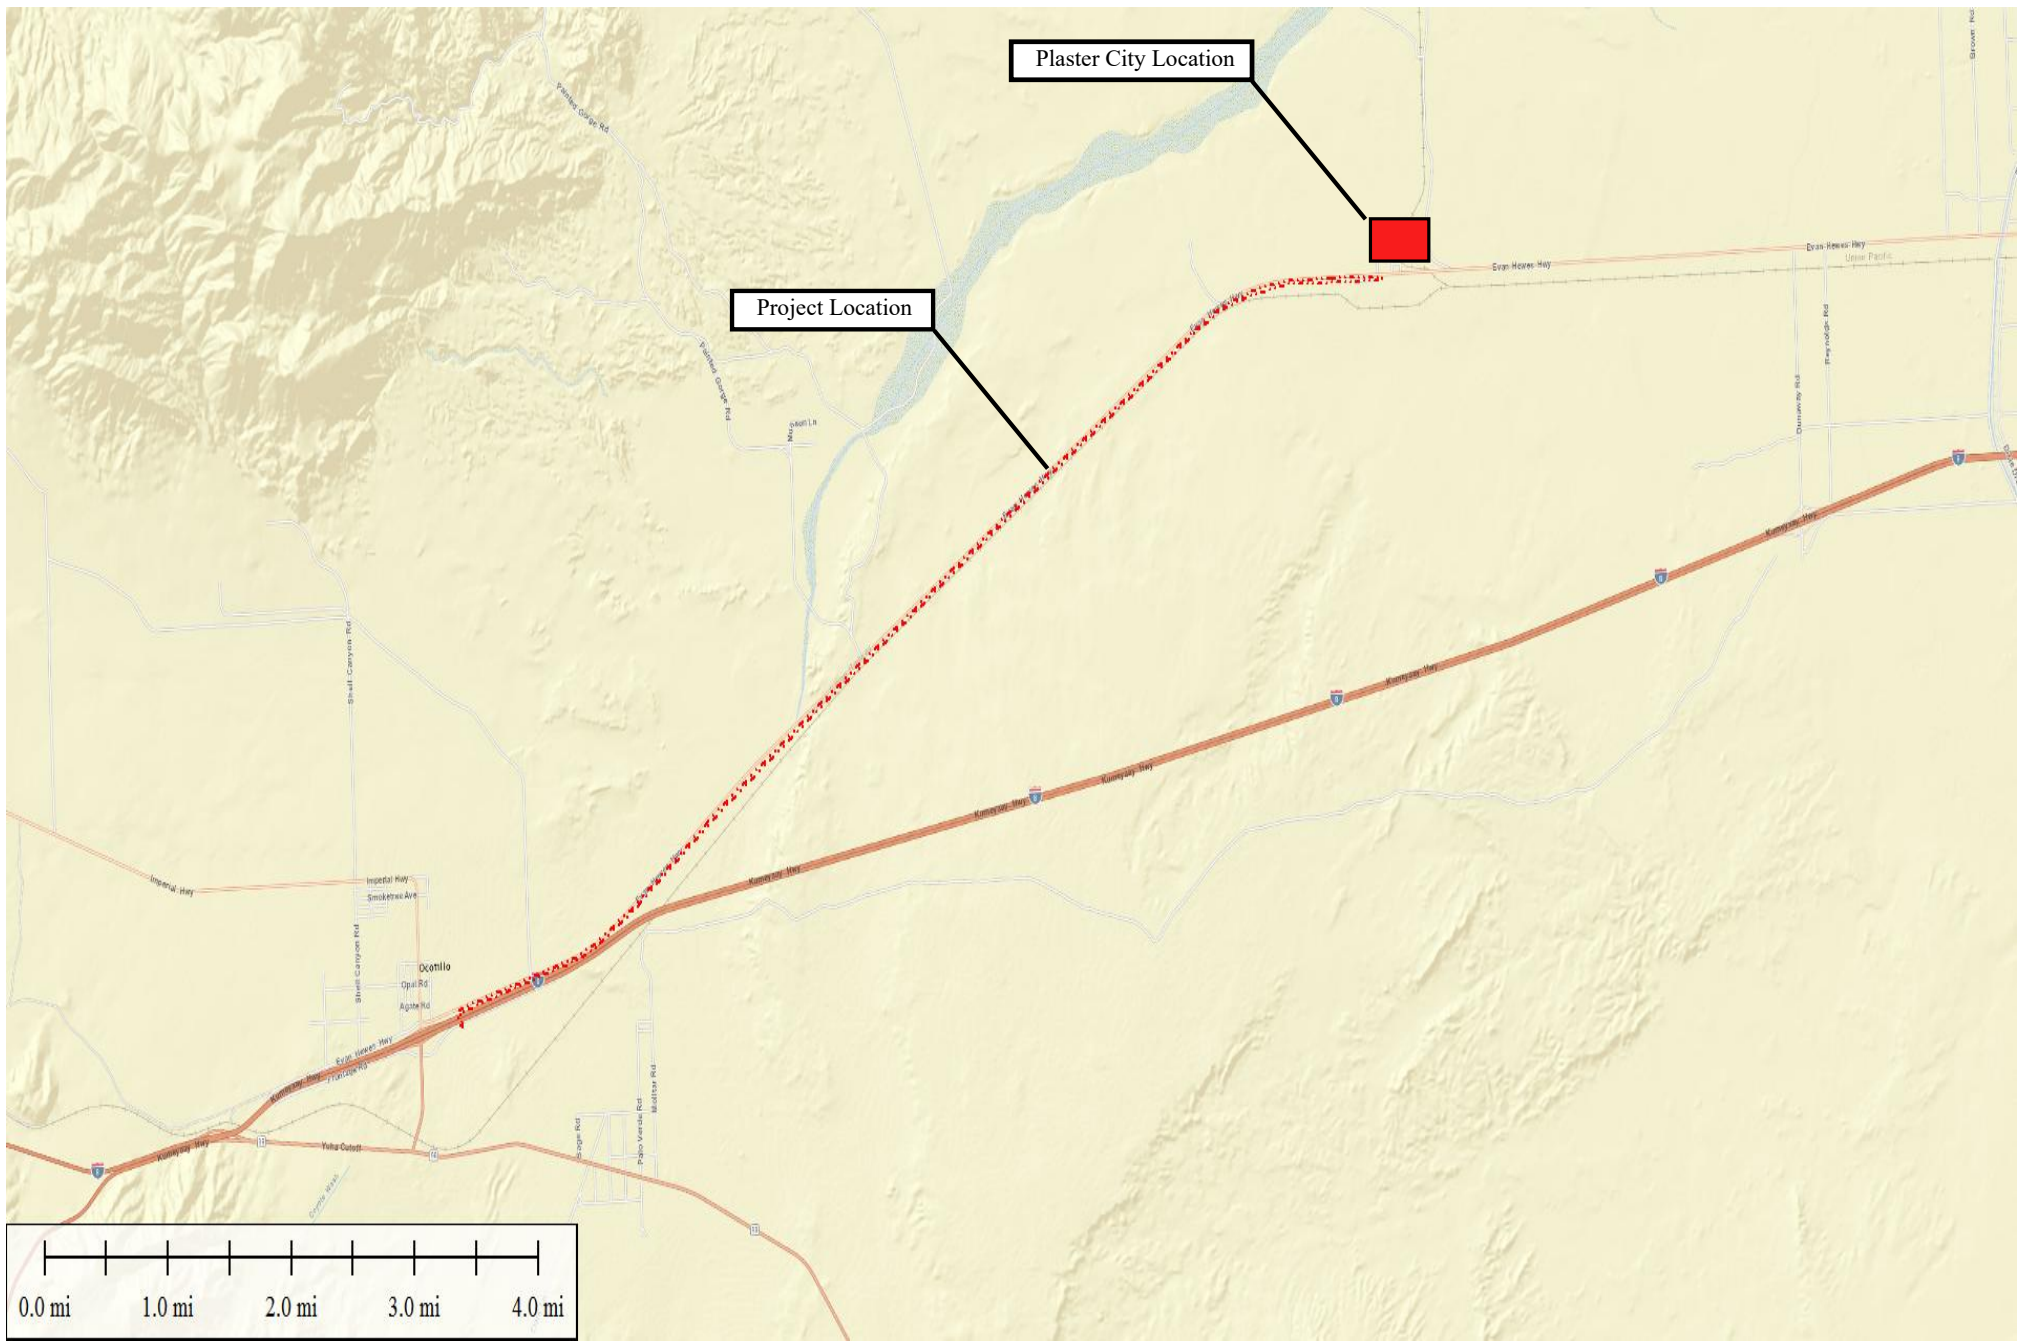 Brown Rd
Plaster City Location
Painted Gorge Rd
Evan Hewes Hwy
Evan Hewes Hwy
Union Pacific
Project Location
Reynolds Rd
Painted Gorge Rd
Dunaway Rd
Kumeyaay Hwy
Shell Canyon Rd
Kumeyaay Hwy
Kumeyaay Hwy
Kumeyaay Hwy
Kumeyaay Hwy
Imperial Hwy
Imperial Hwy
Smoketree Ave
Shell Canyon Rd
Ocotillo
Opal Rd
Agate Rd
Evan Hewes Hwy
Frontage Rd
Kumeyaay Hwy
Molitar Rd
Palo Verde Rd
Sage Rd
Kumeyaay Hwy
Yuha Cutoff
Coyote Wash
0.0 mi 1.0 mi 2.0 mi 3.0 mi 4.0 mi